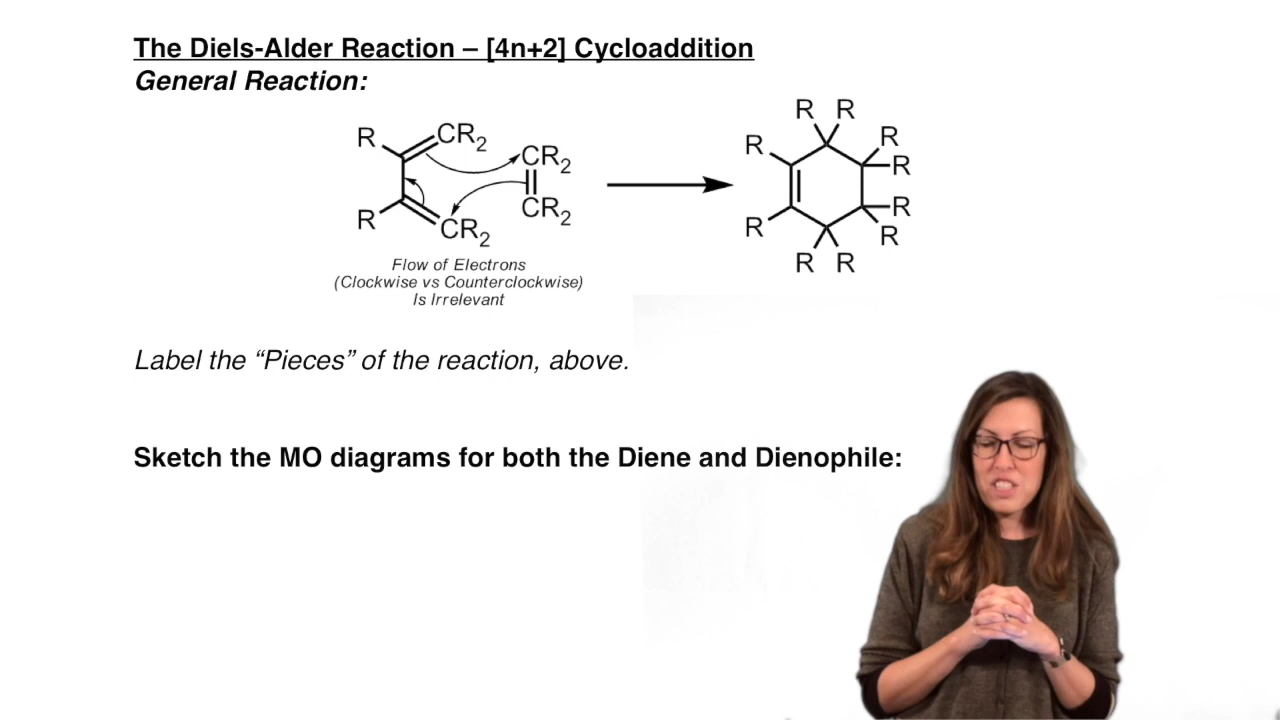 The Diels-Alder Reaction – [4n+2] Cycloaddition
General Reaction:
R CR2 CR2
R CR2 CR2
R R
R R
R
R
R R
R R
Flow of Electrons
(Clockwise vs Counterclockwise)
Is Irrelevant
Label the “Pieces” of the reaction, above.
Sketch the MO diagrams for both the Diene and Dienophile: